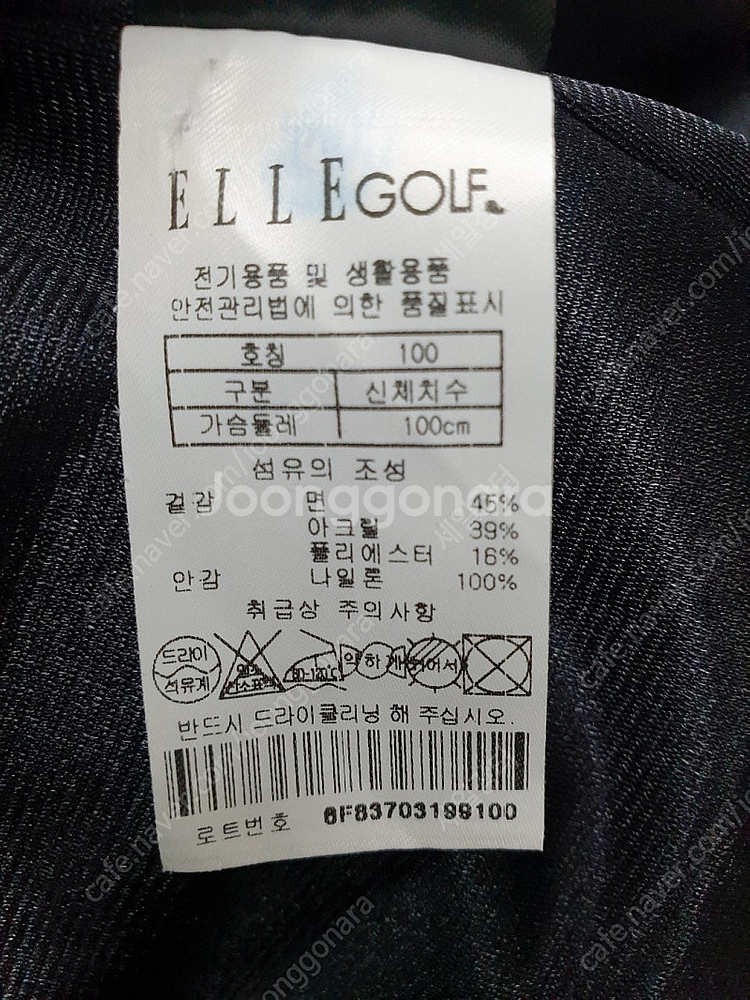 ELLE GOLF
전기용품 및 생활용품
안전관리법에 의한 품질표시
호칭 100
구분 신체치수
가슴둘레 100cm
섬유의 조성
겉감 면 45%
아크릴 39%
폴리에스터 16%
안감 나일론 100%
취급상 주의사항
드라이
석유계
80-120℃
약하게
반드시 드라이클리닝 해 주십시오.
로트번호 6F83703199100
Joonggonara